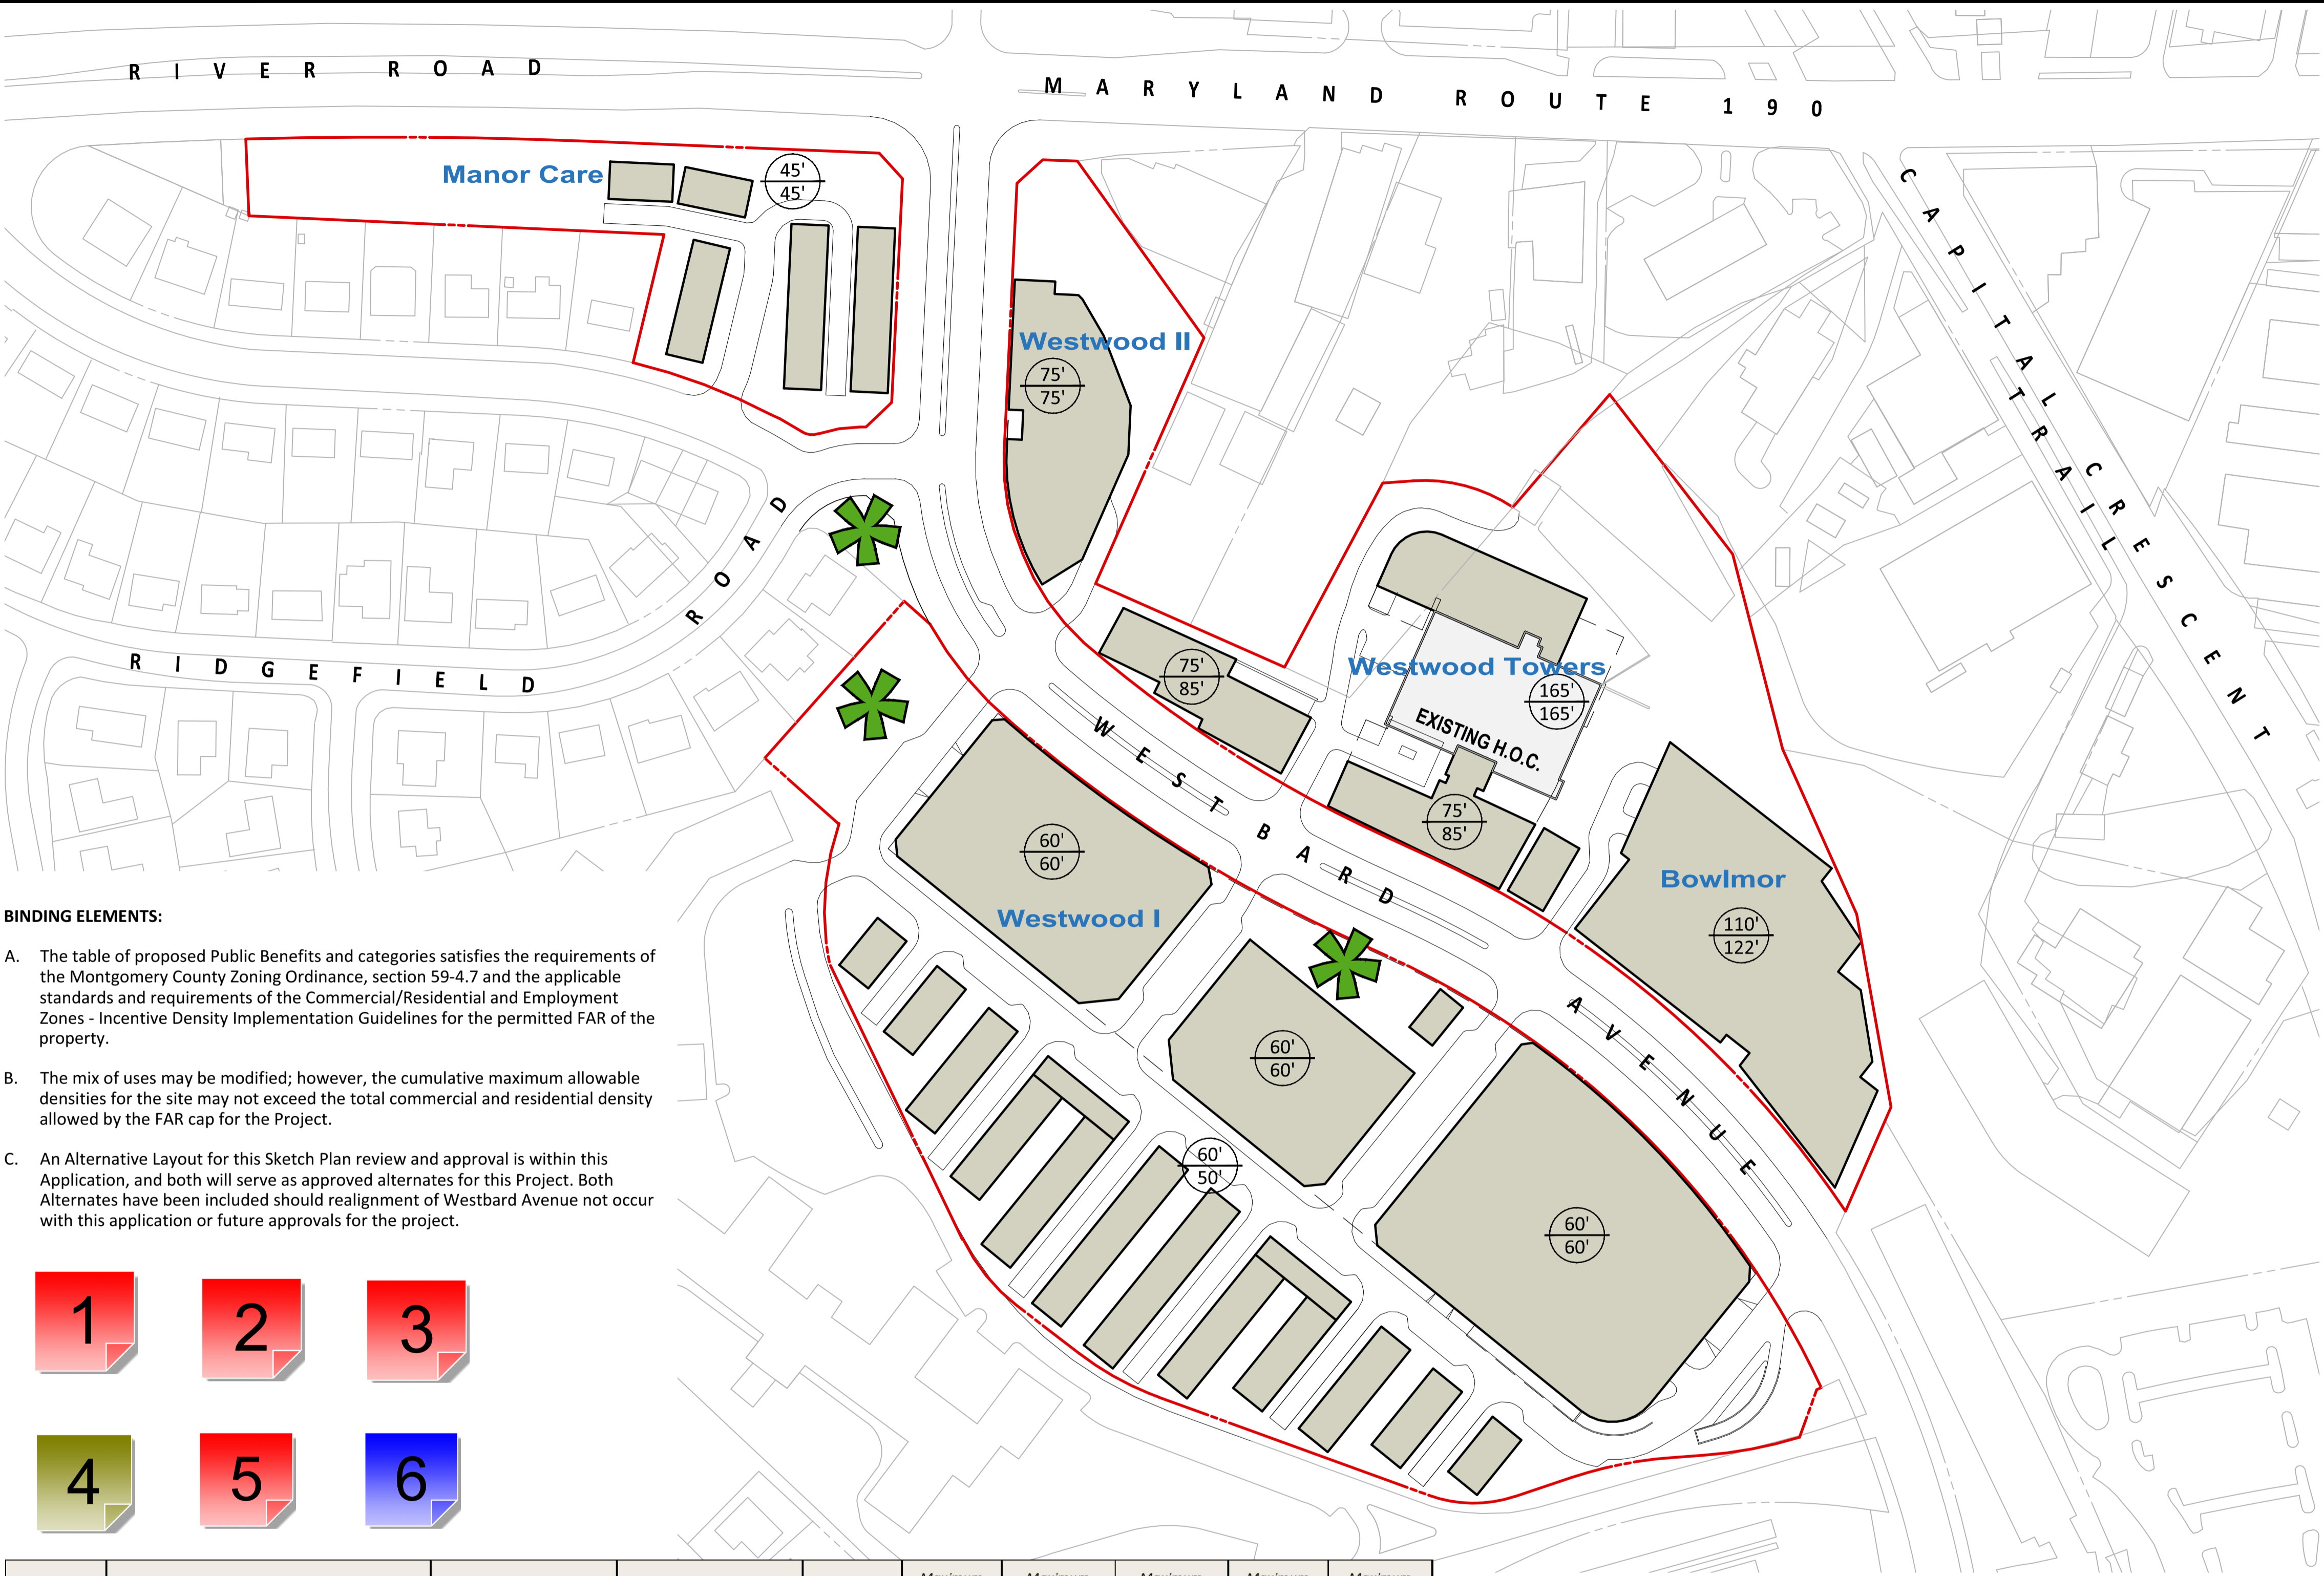 RIVER ROAD
MARYLAND ROUTE 190
CAPITAL CRESCENT
TRAIL
Manor Care
45'
45'
Westwood II
75'
75'
ROAD
RIDGEFIELD
75'
85'
Westwood Towers
165'
165'
EXISTING H.O.C.
WESTBARD
75'
85'
60'
60'
Westwood I
Bowlmor
110'
122'
AVENUE
60'
60'
60'
50'
60'
60'
BINDING ELEMENTS:
A. The table of proposed Public Benefits and categories satisfies the requirements of
the Montgomery County Zoning Ordinance, section 59-4.7 and the applicable
standards and requirements of the Commercial/Residential and Employment
Zones - Incentive Density Implementation Guidelines for the permitted FAR of the
property.
B. The mix of uses may be modified; however, the cumulative maximum allowable
densities for the site may not exceed the total commercial and residential density
allowed by the FAR cap for the Project.
C. An Alternative Layout for this Sketch Plan review and approval is within this
Application, and both will serve as approved alternates for this Project. Both
Alternates have been included should realignment of Westbard Avenue not occur
with this application or future approvals for the project.
1 2 3
4 5 6
Maximum Maximum Maximum Maximum Maximum